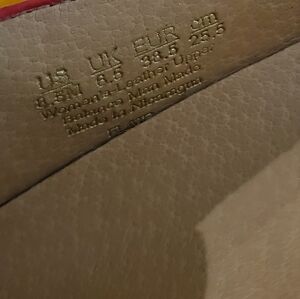 US UK EUR cm
8.5M 6.5 38.5 25.5
Women's Leather Upper
Balance Man Made
Made in Nicaragua